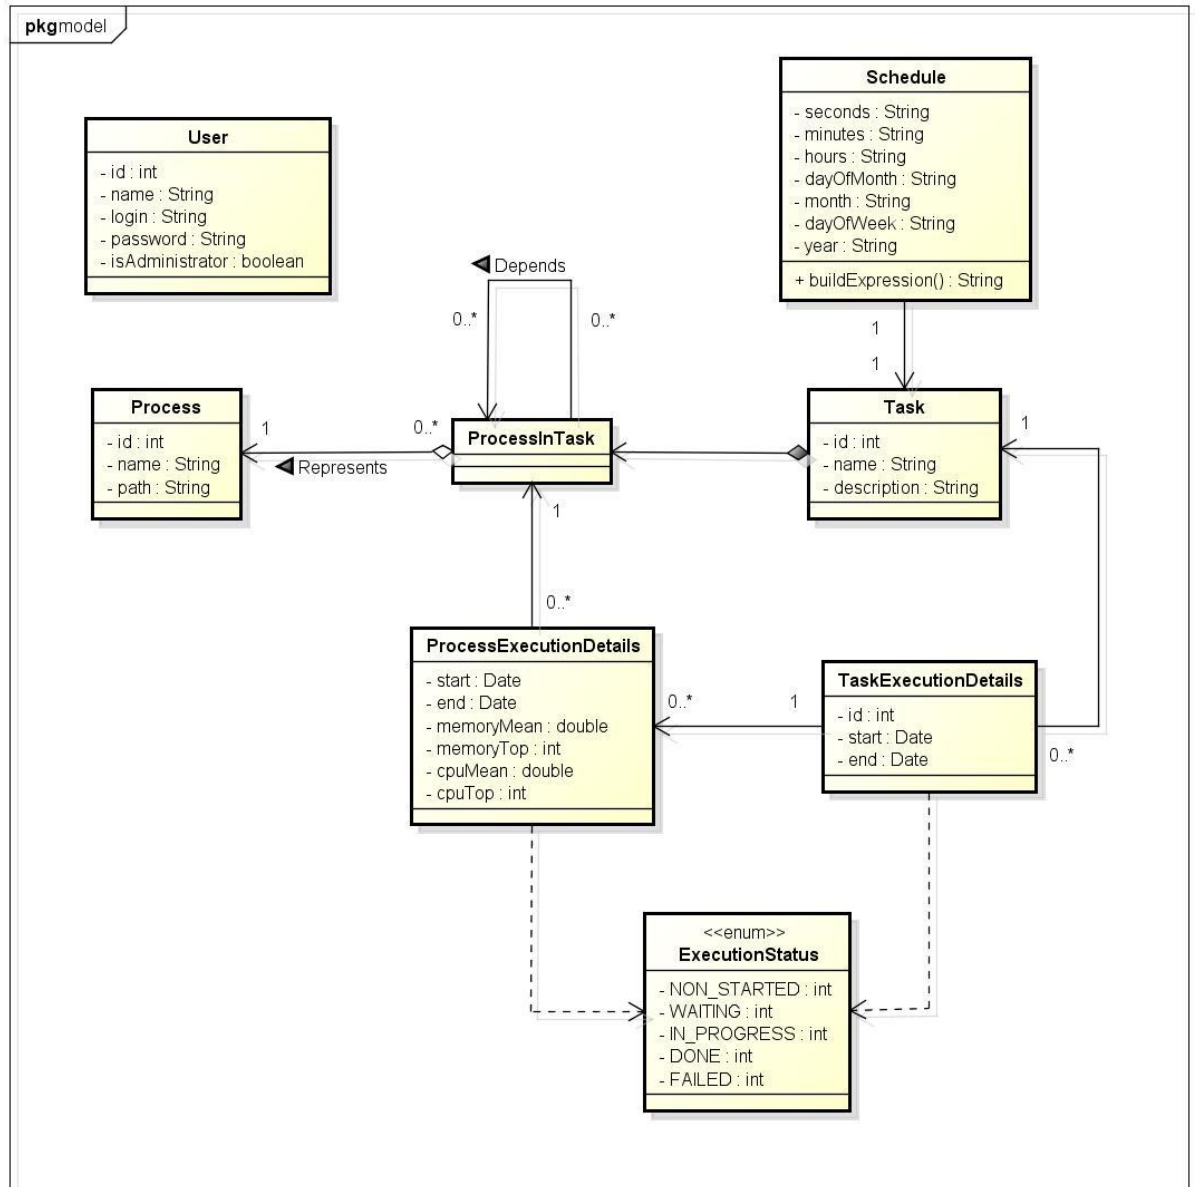 pkg model
Schedule
- seconds : String
- minutes : String
- hours : String
- dayOfMonth : String
- month : String
- dayOfWeek : String
- year : String
+ buildExpression() : String
User
- id : int
- name : String
- login : String
- password : String
- isAdministrator : boolean
Depends
0..*
0..*
1
1
Process
- id : int
- name : String
- path : String
1
Represents
0..*
ProcessInTask
Task
- id : int
- name : String
- description : String
1
1
0..*
ProcessExecutionDetails
- start : Date
- end : Date
- memoryMean : double
- memoryTop : int
- cpuMean : double
- cpuTop : int
0..*
1
TaskExecutionDetails
- id : int
- start : Date
- end : Date
0..*
<<enum>>
ExecutionStatus
- NON_STARTED : int
- WAITING : int
- IN_PROGRESS : int
- DONE : int
- FAILED : int